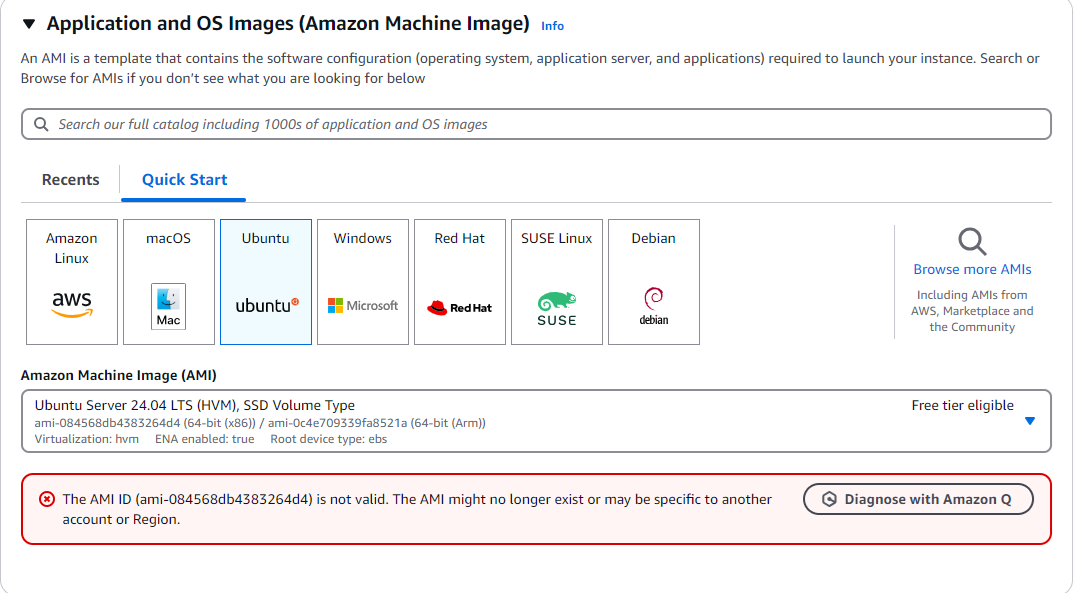 Application and OS Images (Amazon Machine Image) Info
An AMI is a template that contains the software configuration (operating system, application server, and applications) required to launch your instance. Search or
Browse for AMIs if you don’t see what you are looking for below
Search our full catalog including 1000s of application and OS images
Recents
Quick Start
Amazon
Linux
aws
macOS
Mac
Ubuntu
ubuntu
Windows
Microsoft
Red Hat
Red Hat
SUSE Linux
SUSE
Debian
debian
Browse more AMIs
Including AMIs from
AWS, Marketplace and
the Community
Amazon Machine Image (AMI)
Ubuntu Server 24.04 LTS (HVM), SSD Volume Type
Free tier eligible
ami-084568db4383264d4 (64-bit (x86)) / ami-0c4e709339fa8521a (64-bit (Arm))
Virtualization: hvm ENA enabled: true Root device type: ebs
The AMI ID (ami-084568db4383264d4) is not valid. The AMI might no longer exist or may be specific to another
account or Region.
Diagnose with Amazon Q